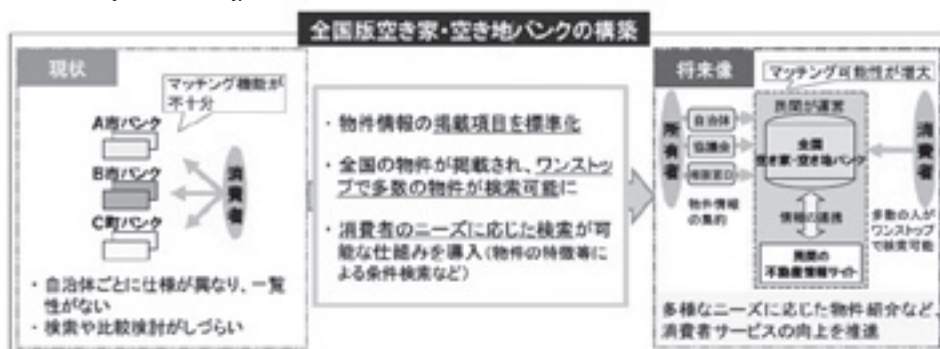 全国版空き家・空き地バンクの構築
現状
マッチング機能が
不十分
A市バンク
B市バンク
C町バンク
消費者
・自治体ごとに仕様が異なり、一覧
性がない
・検索や比較検討がしづらい
・物件情報の掲載項目を標準化
・全国の物件が掲載され、ワンストッ
プで多数の物件が検索可能に
・消費者のニーズに応じた検索が可
能な仕組みを導入(物件の特徴等に
よる条件検索など)
将来像
マッチング可能性が増大
所有者
自治体
協議会
物件情報
の集約
民間が運営
全国
空き家・空き地バンク
情報の連携
民間の
不動産情報サイト
消費者
多数の人が
ワンストップ
で検索可能
多様なニーズに応じた物件紹介など、
消費者サービスの向上を推進